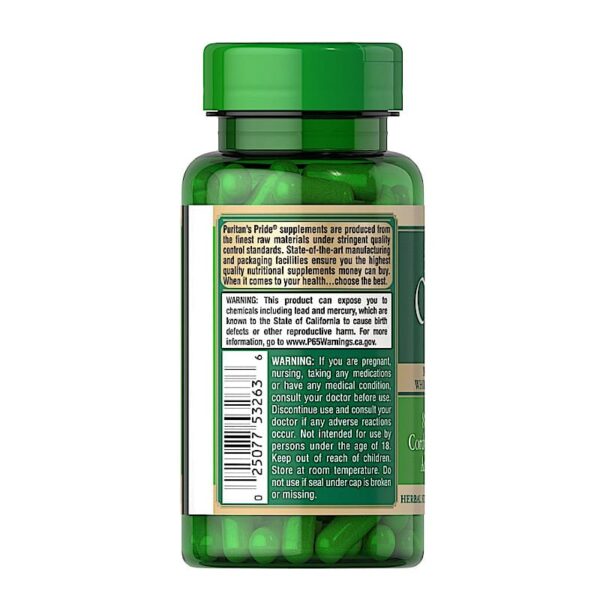 Puritan's Pride® supplements are produced from
the finest raw materials under stringent quality
control standards. State-of-the-art manufacturing
and packaging facilities ensure you the highest
quality nutritional supplements money can buy.
When it comes to your health...choose the best.
WARNING: This product can expose you to
chemicals including lead and mercury, which are
known to the State of California to cause birth
defects or other reproductive harm. For more
information, go to www.P65Warnings.ca.gov.
WARNING: If you are pregnant,
nursing, taking any medications
or have any medical condition,
consult your doctor before use.
Discontinue use and consult your
doctor if any adverse reactions
occur. Not intended for use by
persons under the age of 18.
Keep out of reach of children.
Store at room temperature. Do
not use if seal under cap is broken
or missing.
0 25077 53263 6
HERBAL